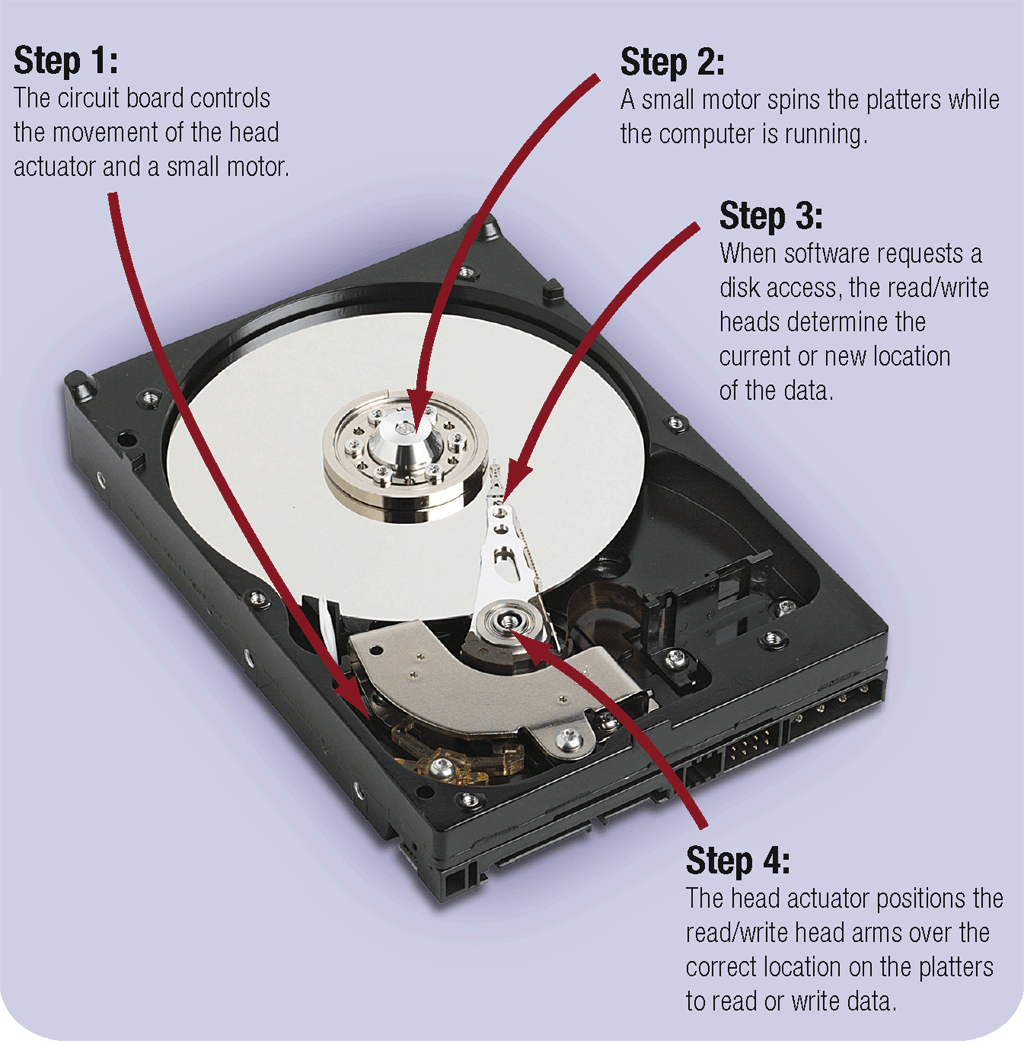 Step 1:
The circuit board controls
the movement of the head
actuator and a small motor.
Step 2:
A small motor spins the platters while
the computer is running.
Step 3:
When software requests a
disk access, the read/write
heads determine the
current or new location
of the data.
Step 4:
The head actuator positions the
read/write head arms over the
correct location on the platters
to read or write data.